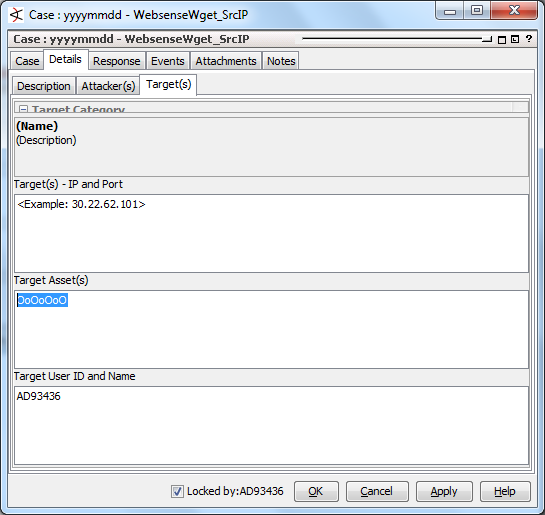 Case : yyyymmdd - WebsenseWget_SrcIP
Case : yyyymmdd - WebsenseWget_SrcIP ?
Case Details Response Events Attachments Notes
Description Attacker(s) Target(s)
Target Category
(Name)
(Description)
Target(s) - IP and Port
<Example: 30.22.62.101>
Target Asset(s)
OoOoOoO
Target User ID and Name
AD93436
Locked by:AD93436 OK Cancel Apply Help